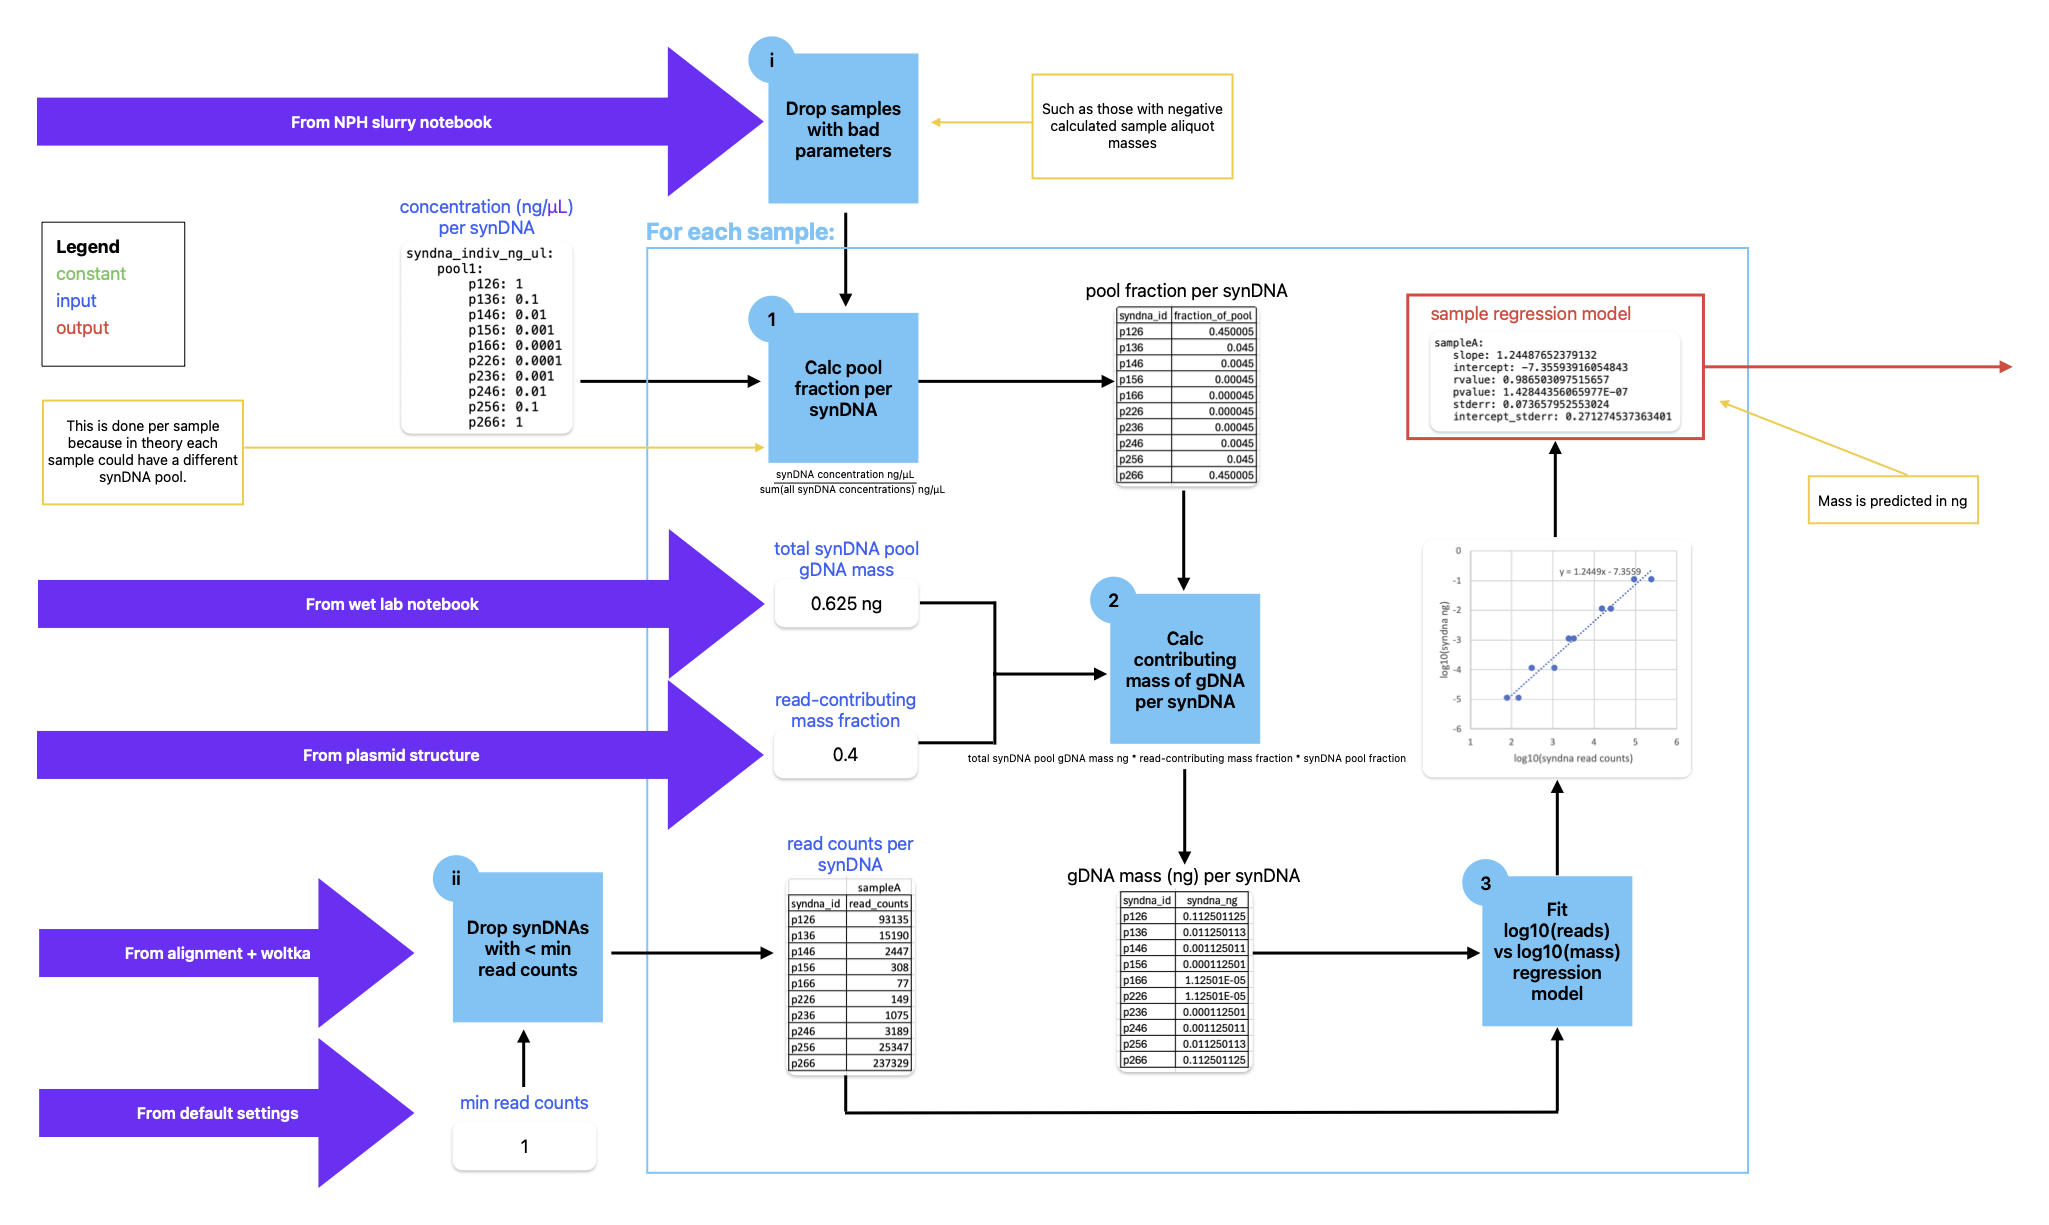 From NPH slurry notebook
i
Drop samples
with bad
parameters
Such as those with negative
calculated sample aliquot
masses
Legend
constant
input
output
concentration (ng/µL)
per synDNA
syndna_indiv_ng_ul:
pool1:
p126: 1
p136: 0.1
p146: 0.01
p156: 0.001
p166: 0.0001
p226: 0.0001
p236: 0.001
p246: 0.01
p256: 0.1
p266: 1
This is done per sample
because in theory each
sample could have a different
synDNA pool.
For each sample:
1
Calc pool
fraction per
synDNA
synDNA concentration ng/µL
sum(all synDNA concentrations) ng/µL
pool fraction per synDNA
syndna_id fraction_of_pool
p126 0.450005
p136 0.045
p146 0.0045
p156 0.00045
p166 0.000045
p226 0.000045
p236 0.00045
p246 0.0045
p256 0.045
p266 0.450005
sample regression model
sampleA:
slope: 1.24487652379132
intercept: -7.35593916054843
rvalue: 0.986503097515657
pvalue: 1.42844356065977E-07
stderr: 0.073657952553024
intercept_stderr: 0.271274537363401
Mass is predicted in ng
From wet lab notebook
total synDNA pool
gDNA mass
0.625 ng
From plasmid structure
read-contributing
mass fraction
0.4
2
Calc
contributing
mass of gDNA
per synDNA
total synDNA pool gDNA mass ng * read-contributing mass fraction * synDNA pool fraction
0
-1
-2
-3
-4
-5
-6
log10(syndna ng)
y = 1.2449x - 7.3559
1 2 3 4 5 6
log10(syndna read counts)
From alignment + woltka
ii
Drop synDNAs
with < min
read counts
From default settings
min read counts
1
read counts per
synDNA
sampleA
syndna_id read_counts
p126 93135
p136 15190
p146 2447
p156 308
p166 77
p226 149
p236 1075
p246 3189
p256 25347
p266 237329
gDNA mass (ng) per synDNA
syndna_id syndna_ng
p126 0.112501125
p136 0.011250113
p146 0.001125011
p156 0.000112501
p166 1.12501E-05
p226 1.12501E-05
p236 0.000112501
p246 0.001125011
p256 0.011250113
p266 0.112501125
3
Fit
log10(reads)
vs log10(mass)
regression
model